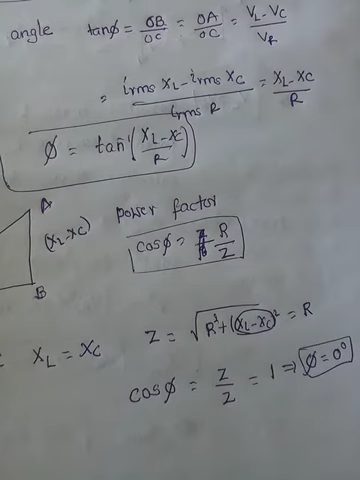 angle tanφ = OB/OC = OA/OC = VL-VC/VR
= irms XL - irms XC/irms R = XL-XC/R
φ = tan⁻¹(XL-XC/R)
A
power factor
(XL-XC)
cosφ = R/Z
B
XL = XC Z = √R²+(XL-XC)² = R
cosφ = Z/Z = 1 ⇒ φ=0°